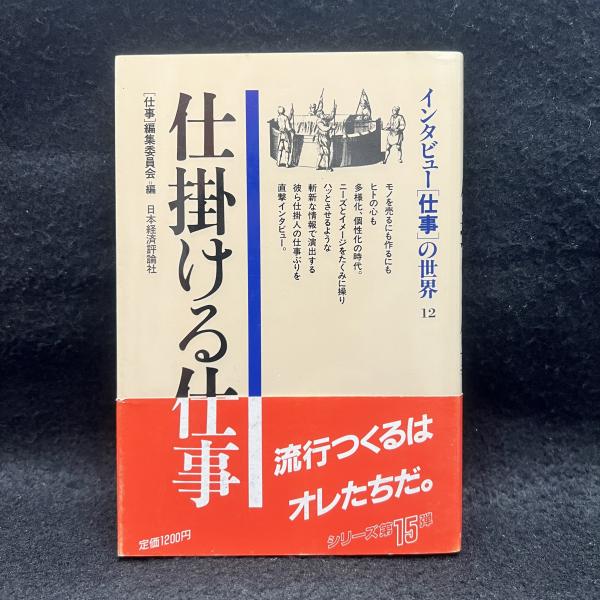 インタビュー[仕事]の世界 12
モノを売るにも作るにも
ヒトの心も
多様化、個性化の時代。
ニーズとイメージをたくみに操り
ハッとさせるような
斬新な情報で演出する
彼ら仕掛人の仕事ぶりを
直撃インタビュー。
仕掛ける仕事
[仕事]編集委員会=編 日本経済評論社
流行つくるは
オレたちだ。
シリーズ第15弾
定価1200円